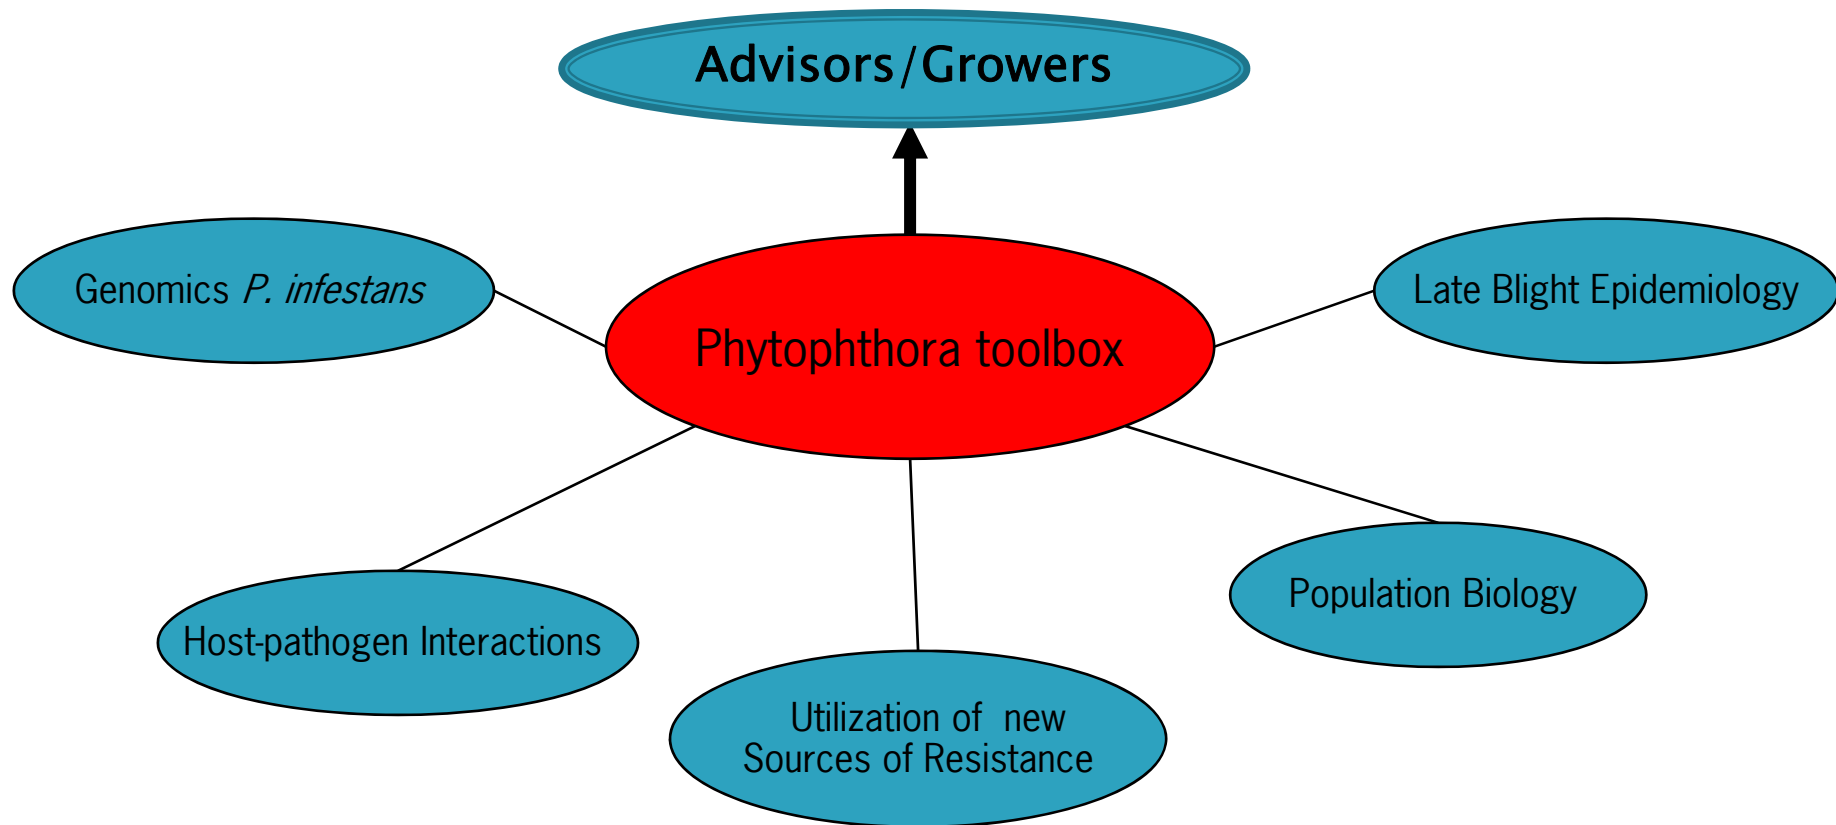 Advisors/Growers
Genomics P. infestans
Late Blight Epidemiology
Phytophthora toolbox
Population Biology
Host-pathogen Interactions
Utilization of new
Sources of Resistance